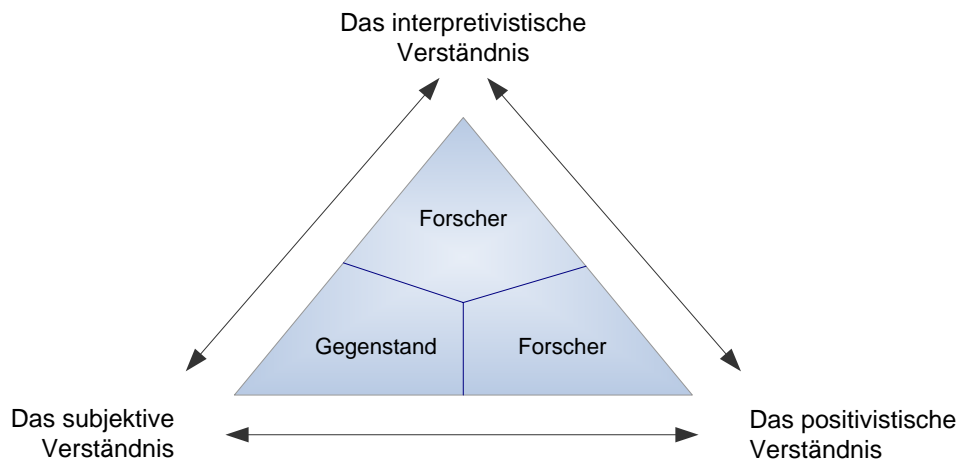 Das interpretivistische
Verständnis
Forscher
Gegenstand
Forscher
Das subjektive
Verständnis
Das positivistische
Verständnis